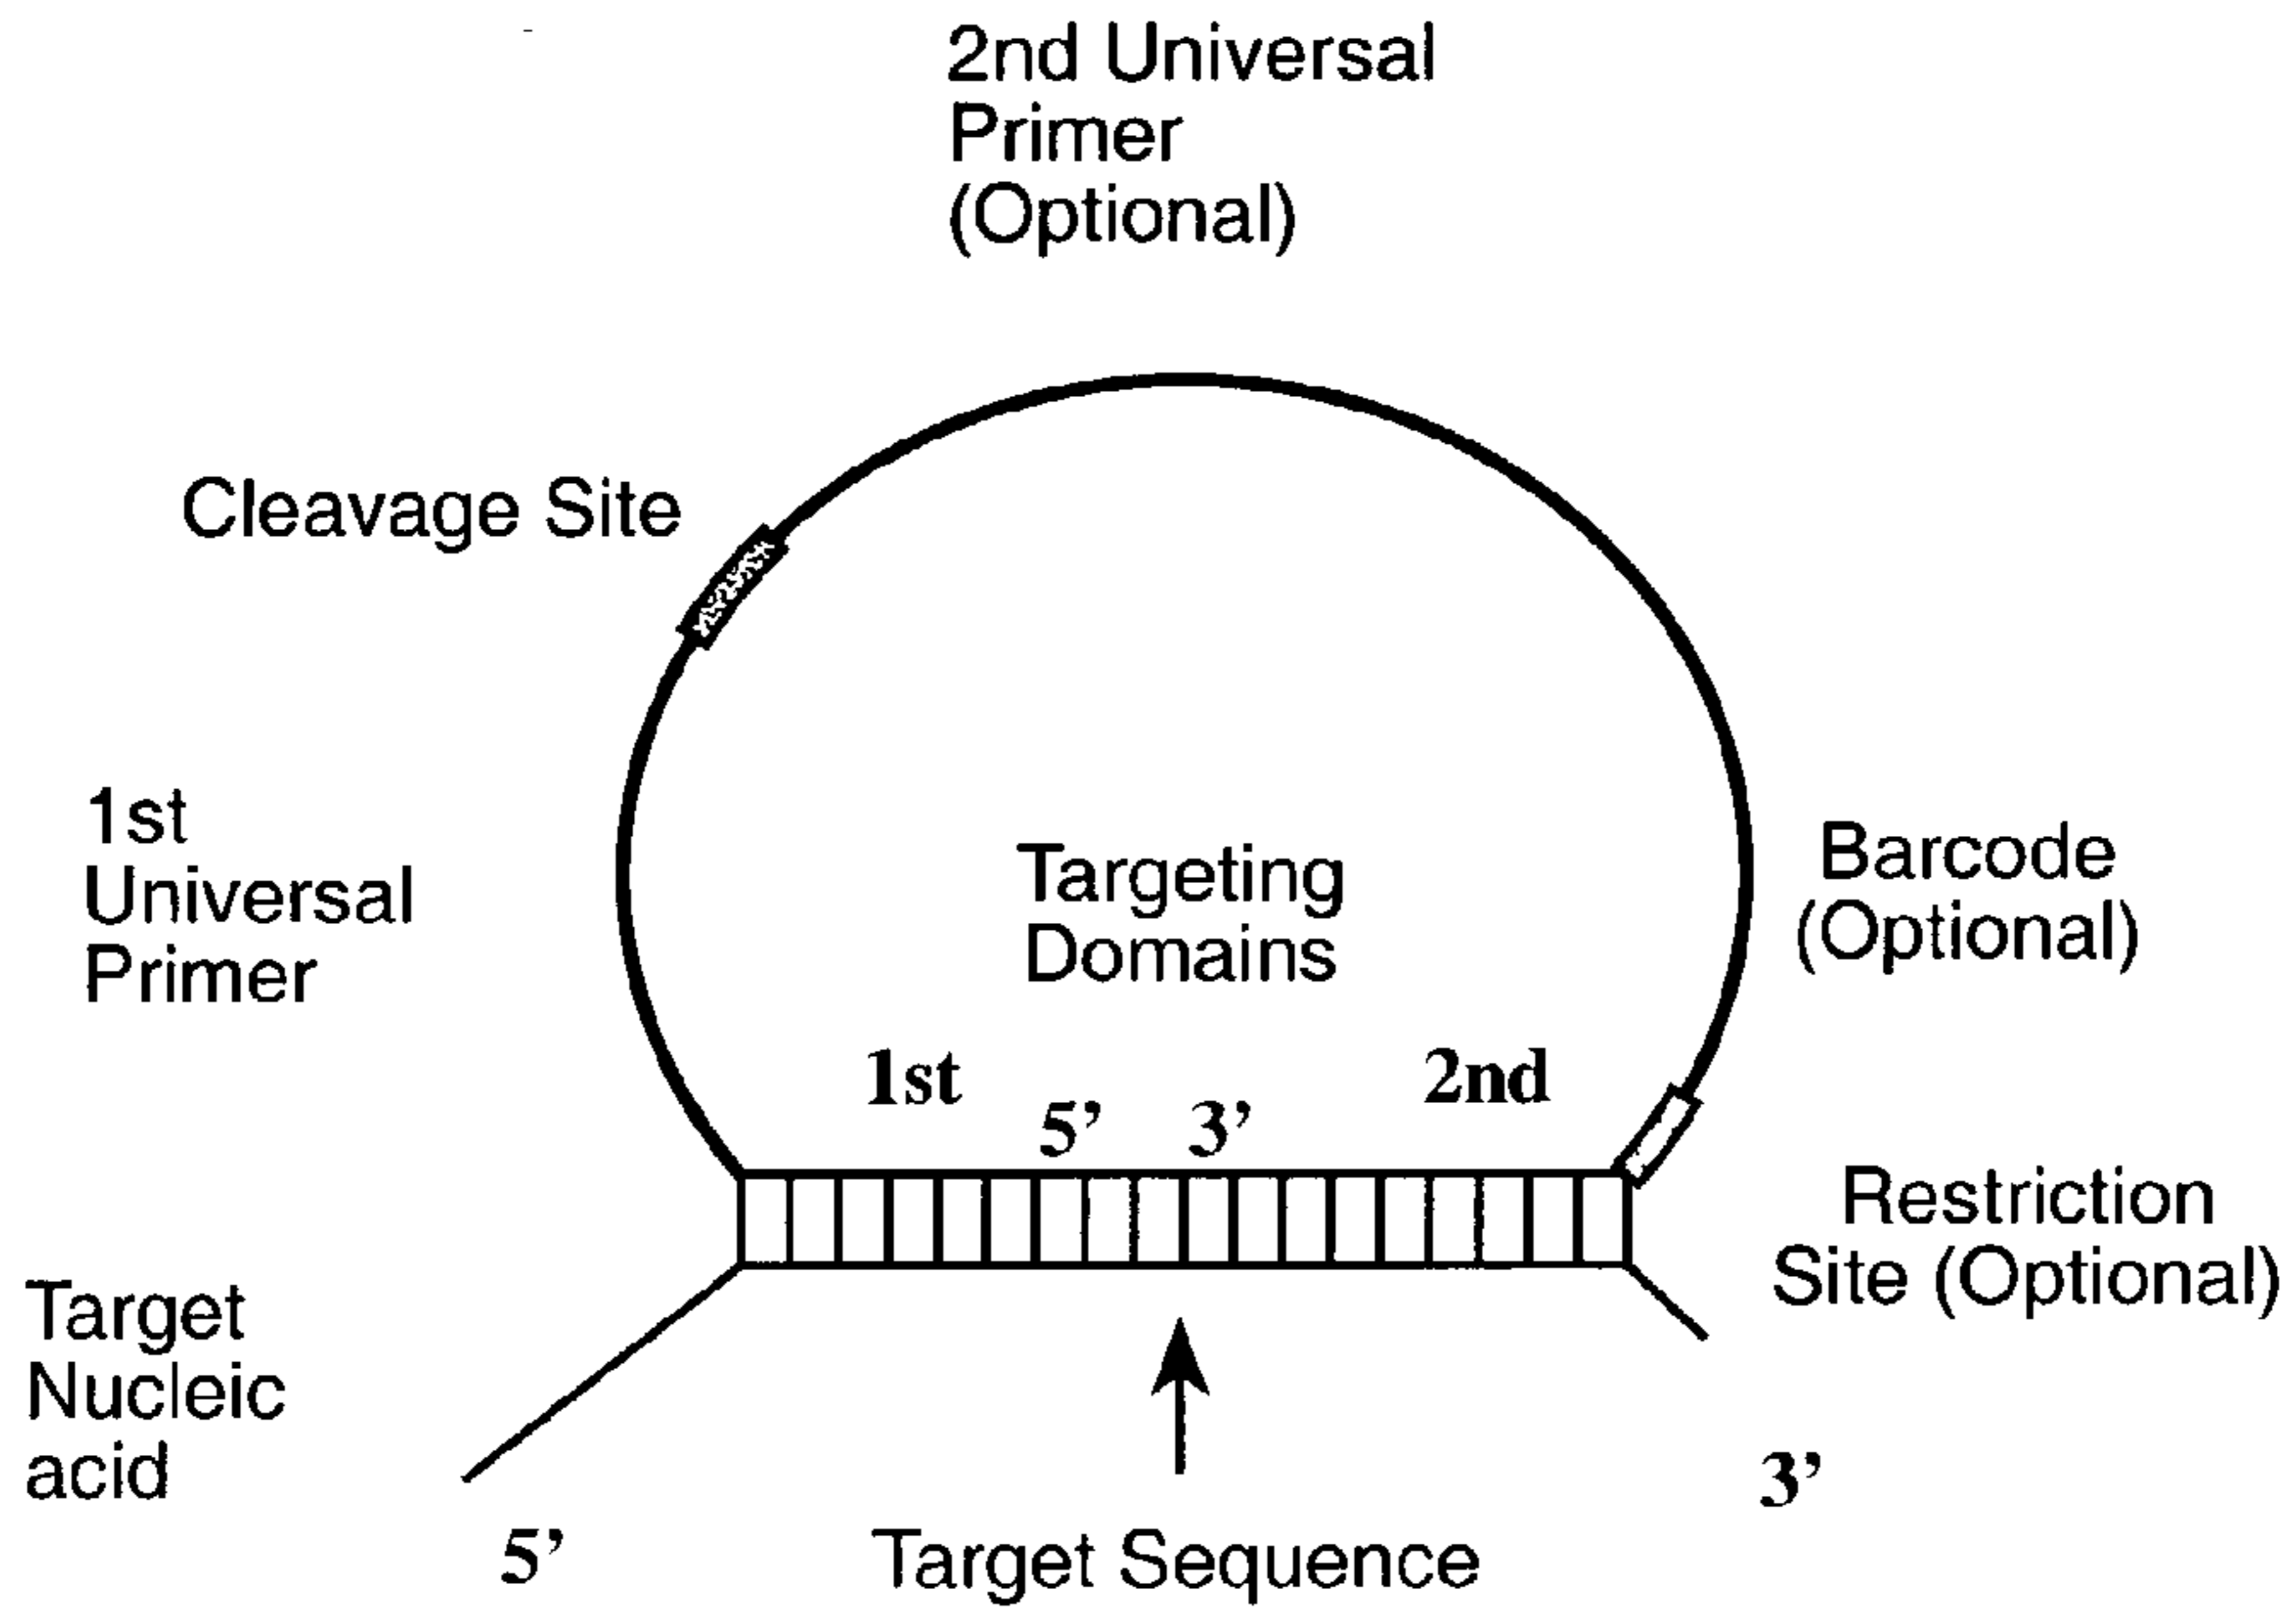 2nd Universal
Primer
(Optional)
Cleavage Site
1st
Universal
Primer
Targeting
Domains
Barcode
(Optional)
1st
2nd
5’
3’
Restriction
Site (Optional)
Target
Nucleic
acid
3’
5’
Target Sequence